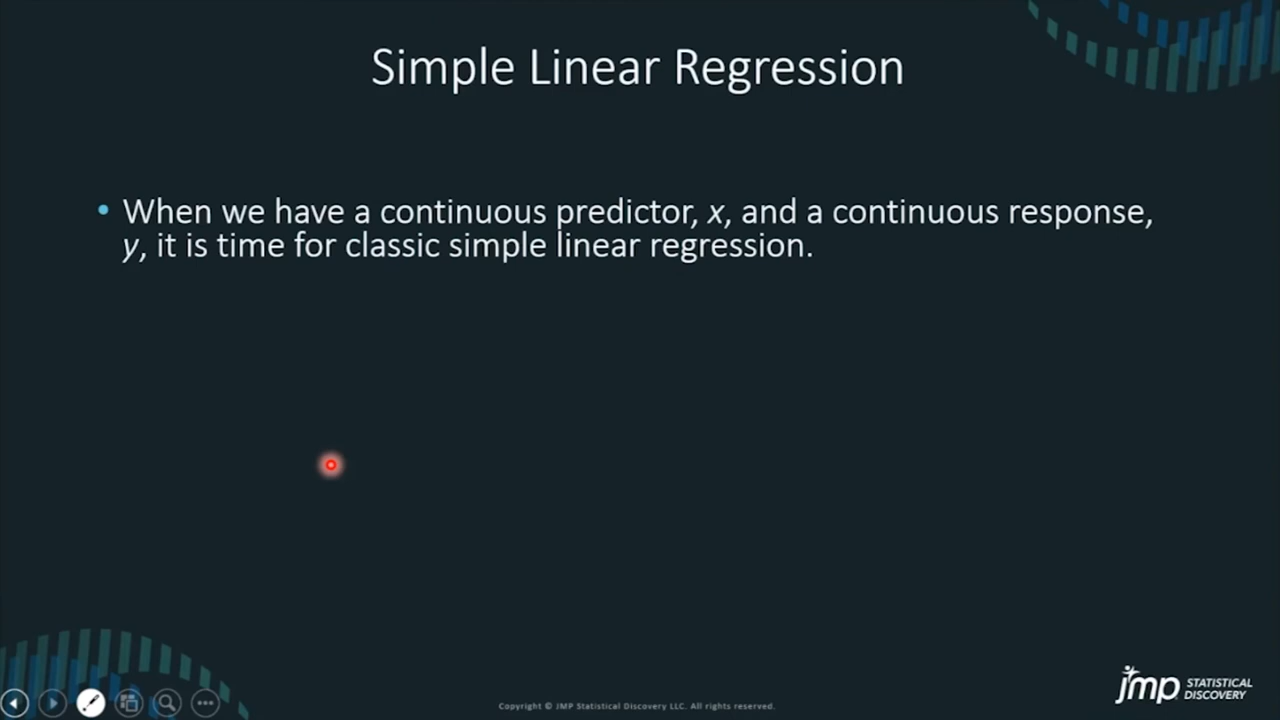 Simple Linear Regression
• When we have a continuous predictor, x, and a continuous response,
y, it is time for classic simple linear regression.
jmp STATISTICAL
DISCOVERY
Copyright © JMP Statistical Discovery LLC. All rights reserved.